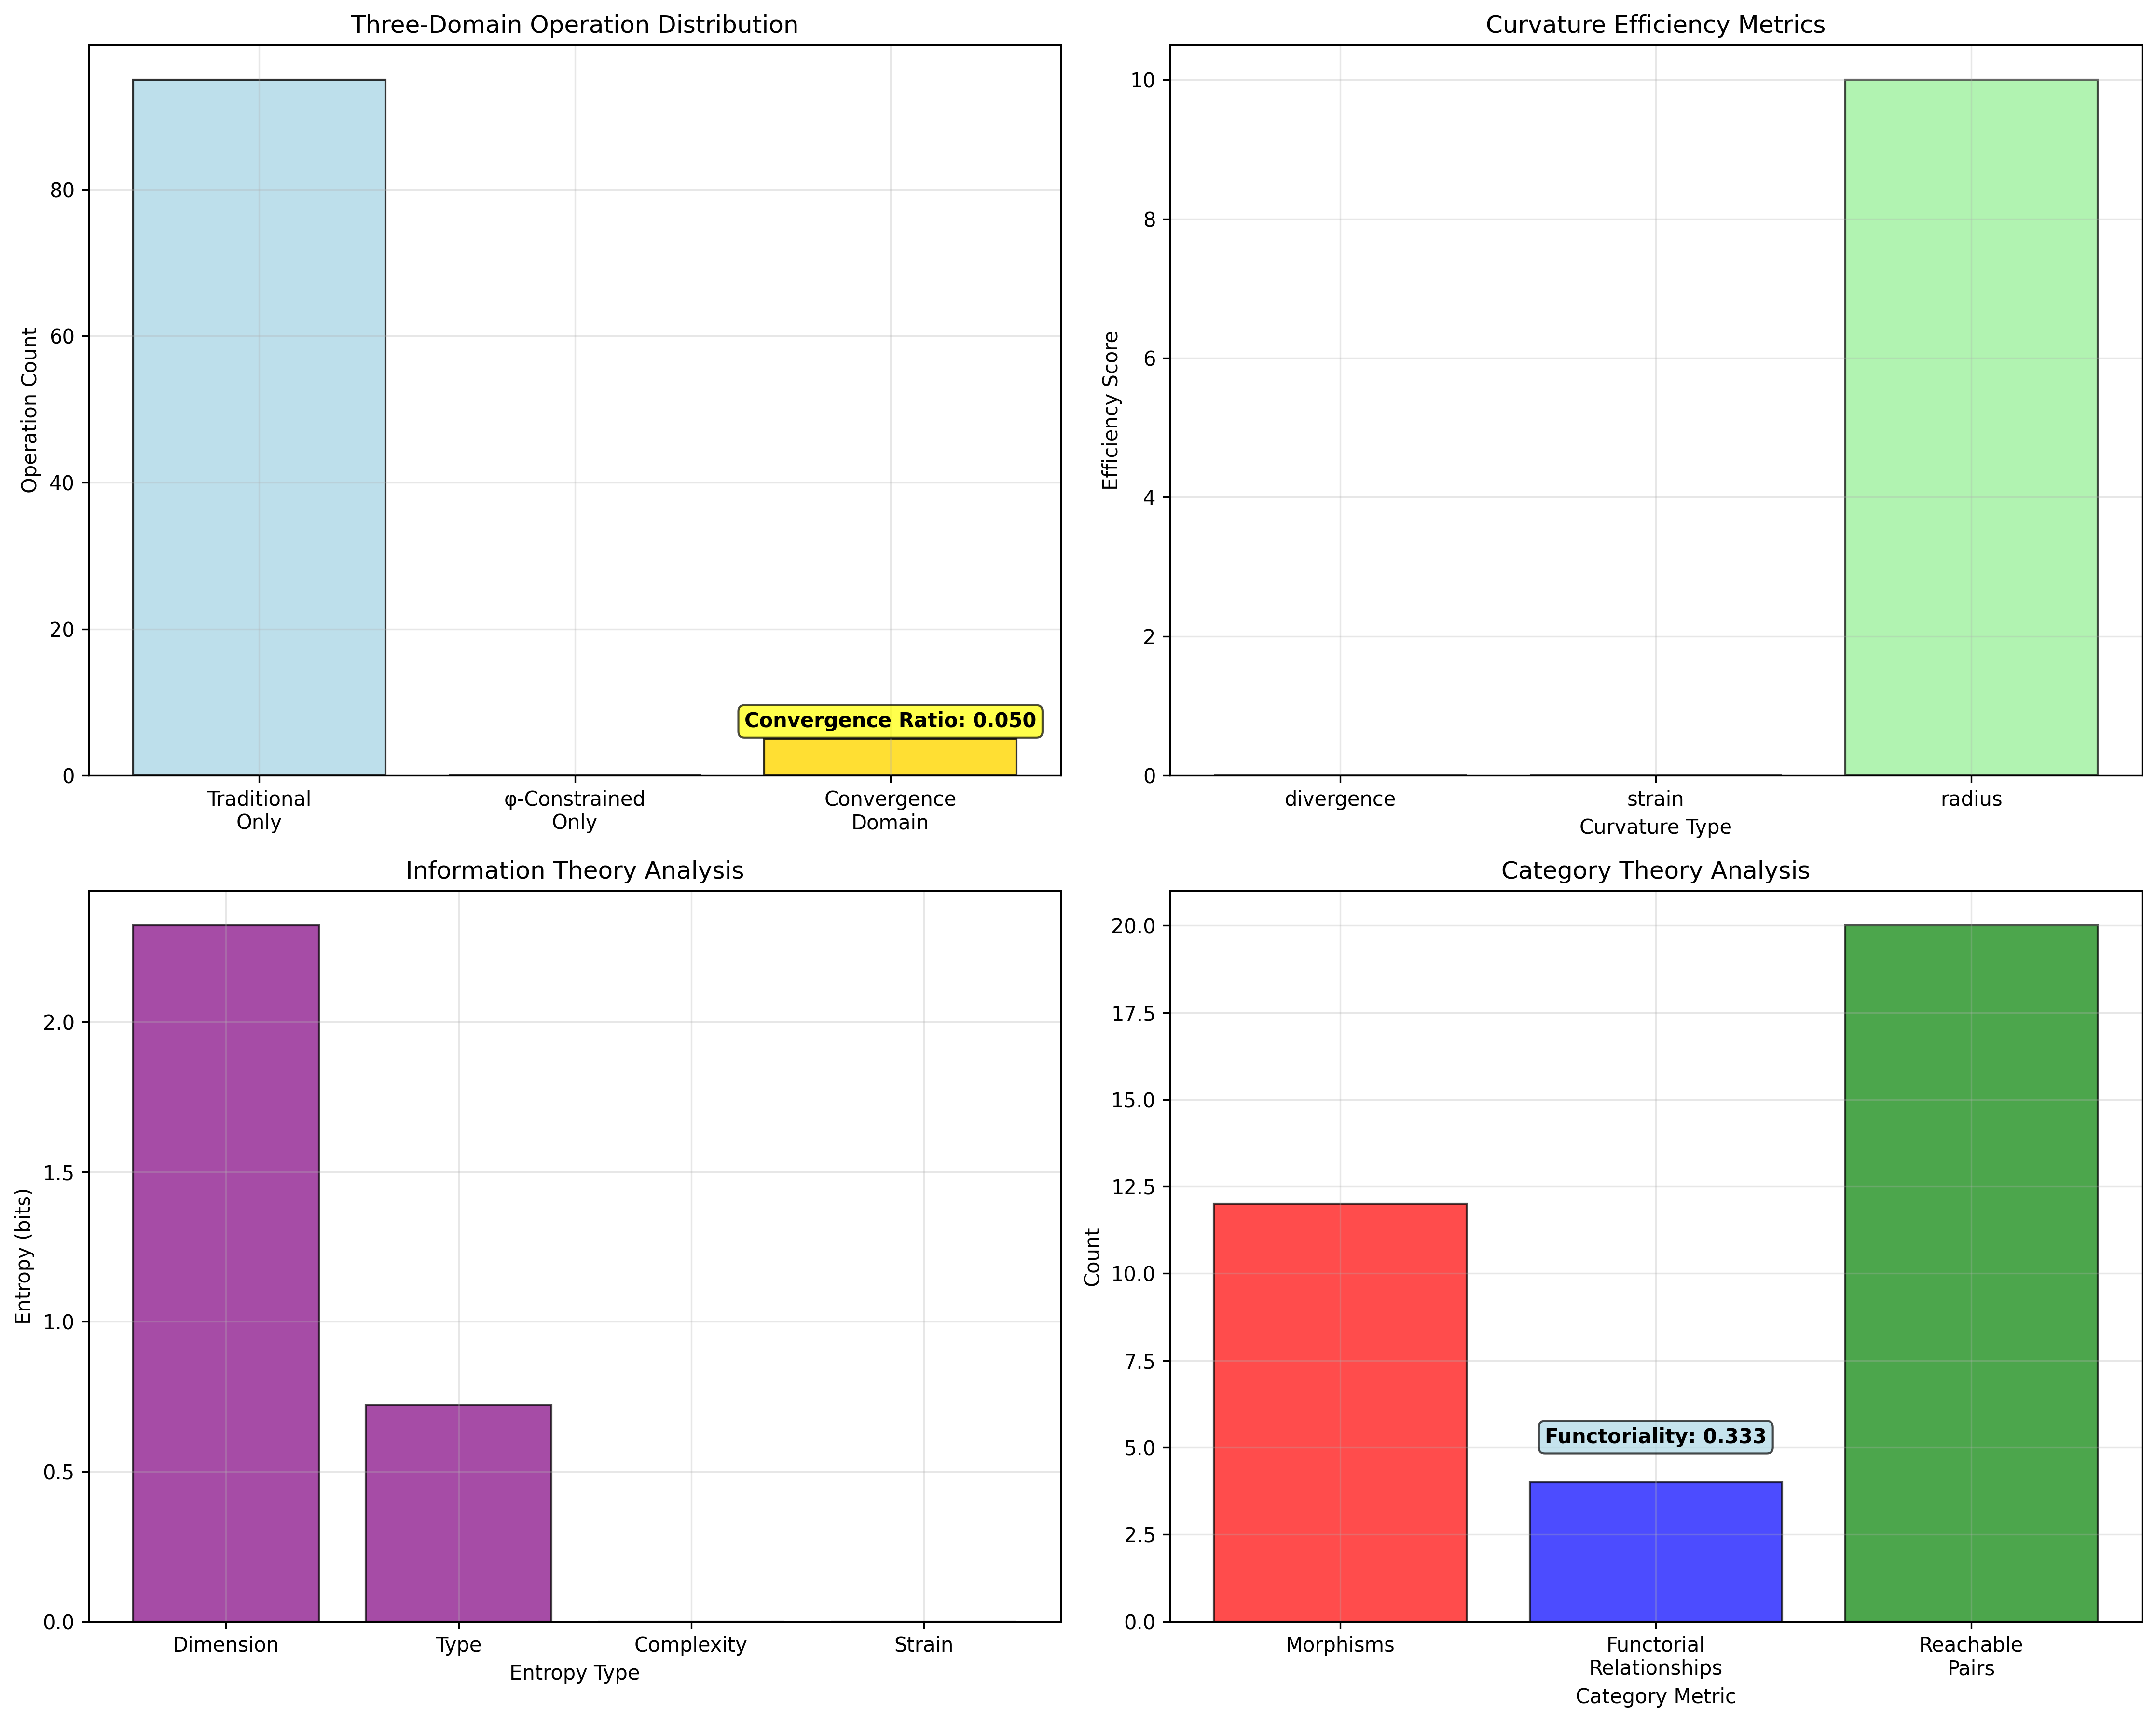 Three-Domain Operation Distribution
Operation Count
80
60
40
20
0
Convergence Ratio: 0.050
Traditional
Only
φ-Constrained
Only
Convergence
Domain
Curvature Efficiency Metrics
Efficiency Score
10
8
6
4
2
0
divergence
strain
radius
Curvature Type
Information Theory Analysis
Entropy (bits)
2.0
1.5
1.0
0.5
0.0
Dimension
Type
Complexity
Strain
Entropy Type
Category Theory Analysis
Count
20.0
17.5
15.0
12.5
10.0
7.5
5.0
2.5
0.0
Functoriality: 0.333
Morphisms
Functorial
Relationships
Reachable
Pairs
Category Metric